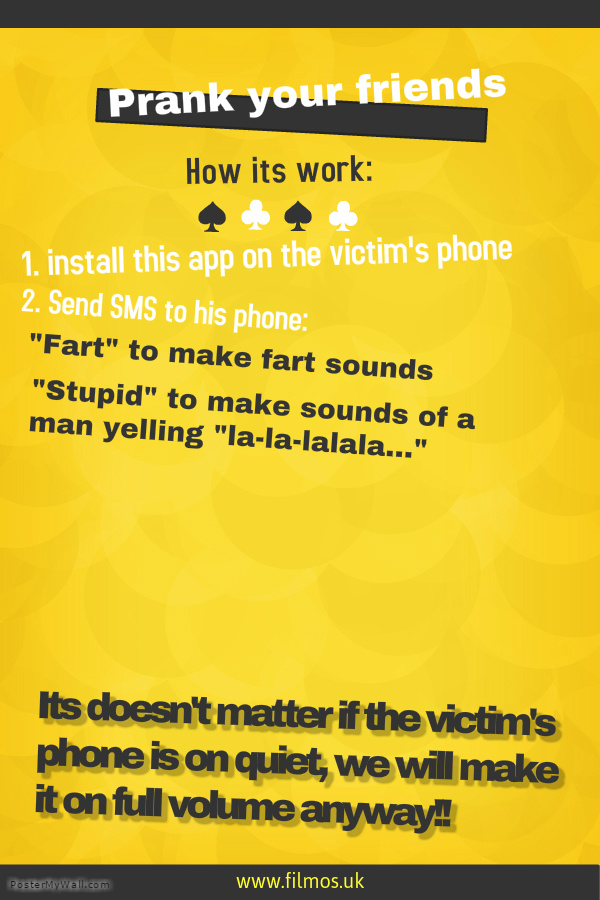 Prank your friends
How its work:
1. install this app on the victim's phone
2. Send SMS to his phone:
"Fart" to make fart sounds
"Stupid" to make sounds of a
man yelling "la-la-lalala..."
Its doesn't matter if the victim's
phone is on quiet, we will make
it on full volume anyway!!
PosterMyWall.com
www.filmos.uk